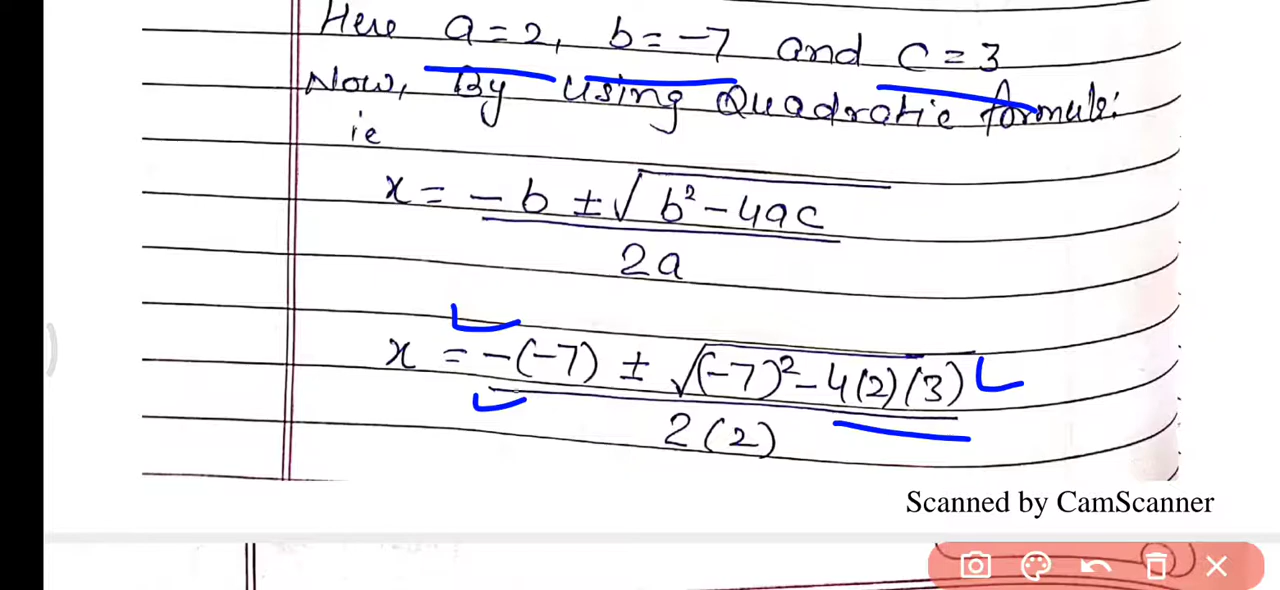 Here a = 2, b = -7 and c = 3
Now, By using Quadratic formula:
ie
x = -b ± √b² - 4ac
2a
x = -(-7) ± √(-7)² - 4(2)(3)
2(2)
Scanned by CamScanner